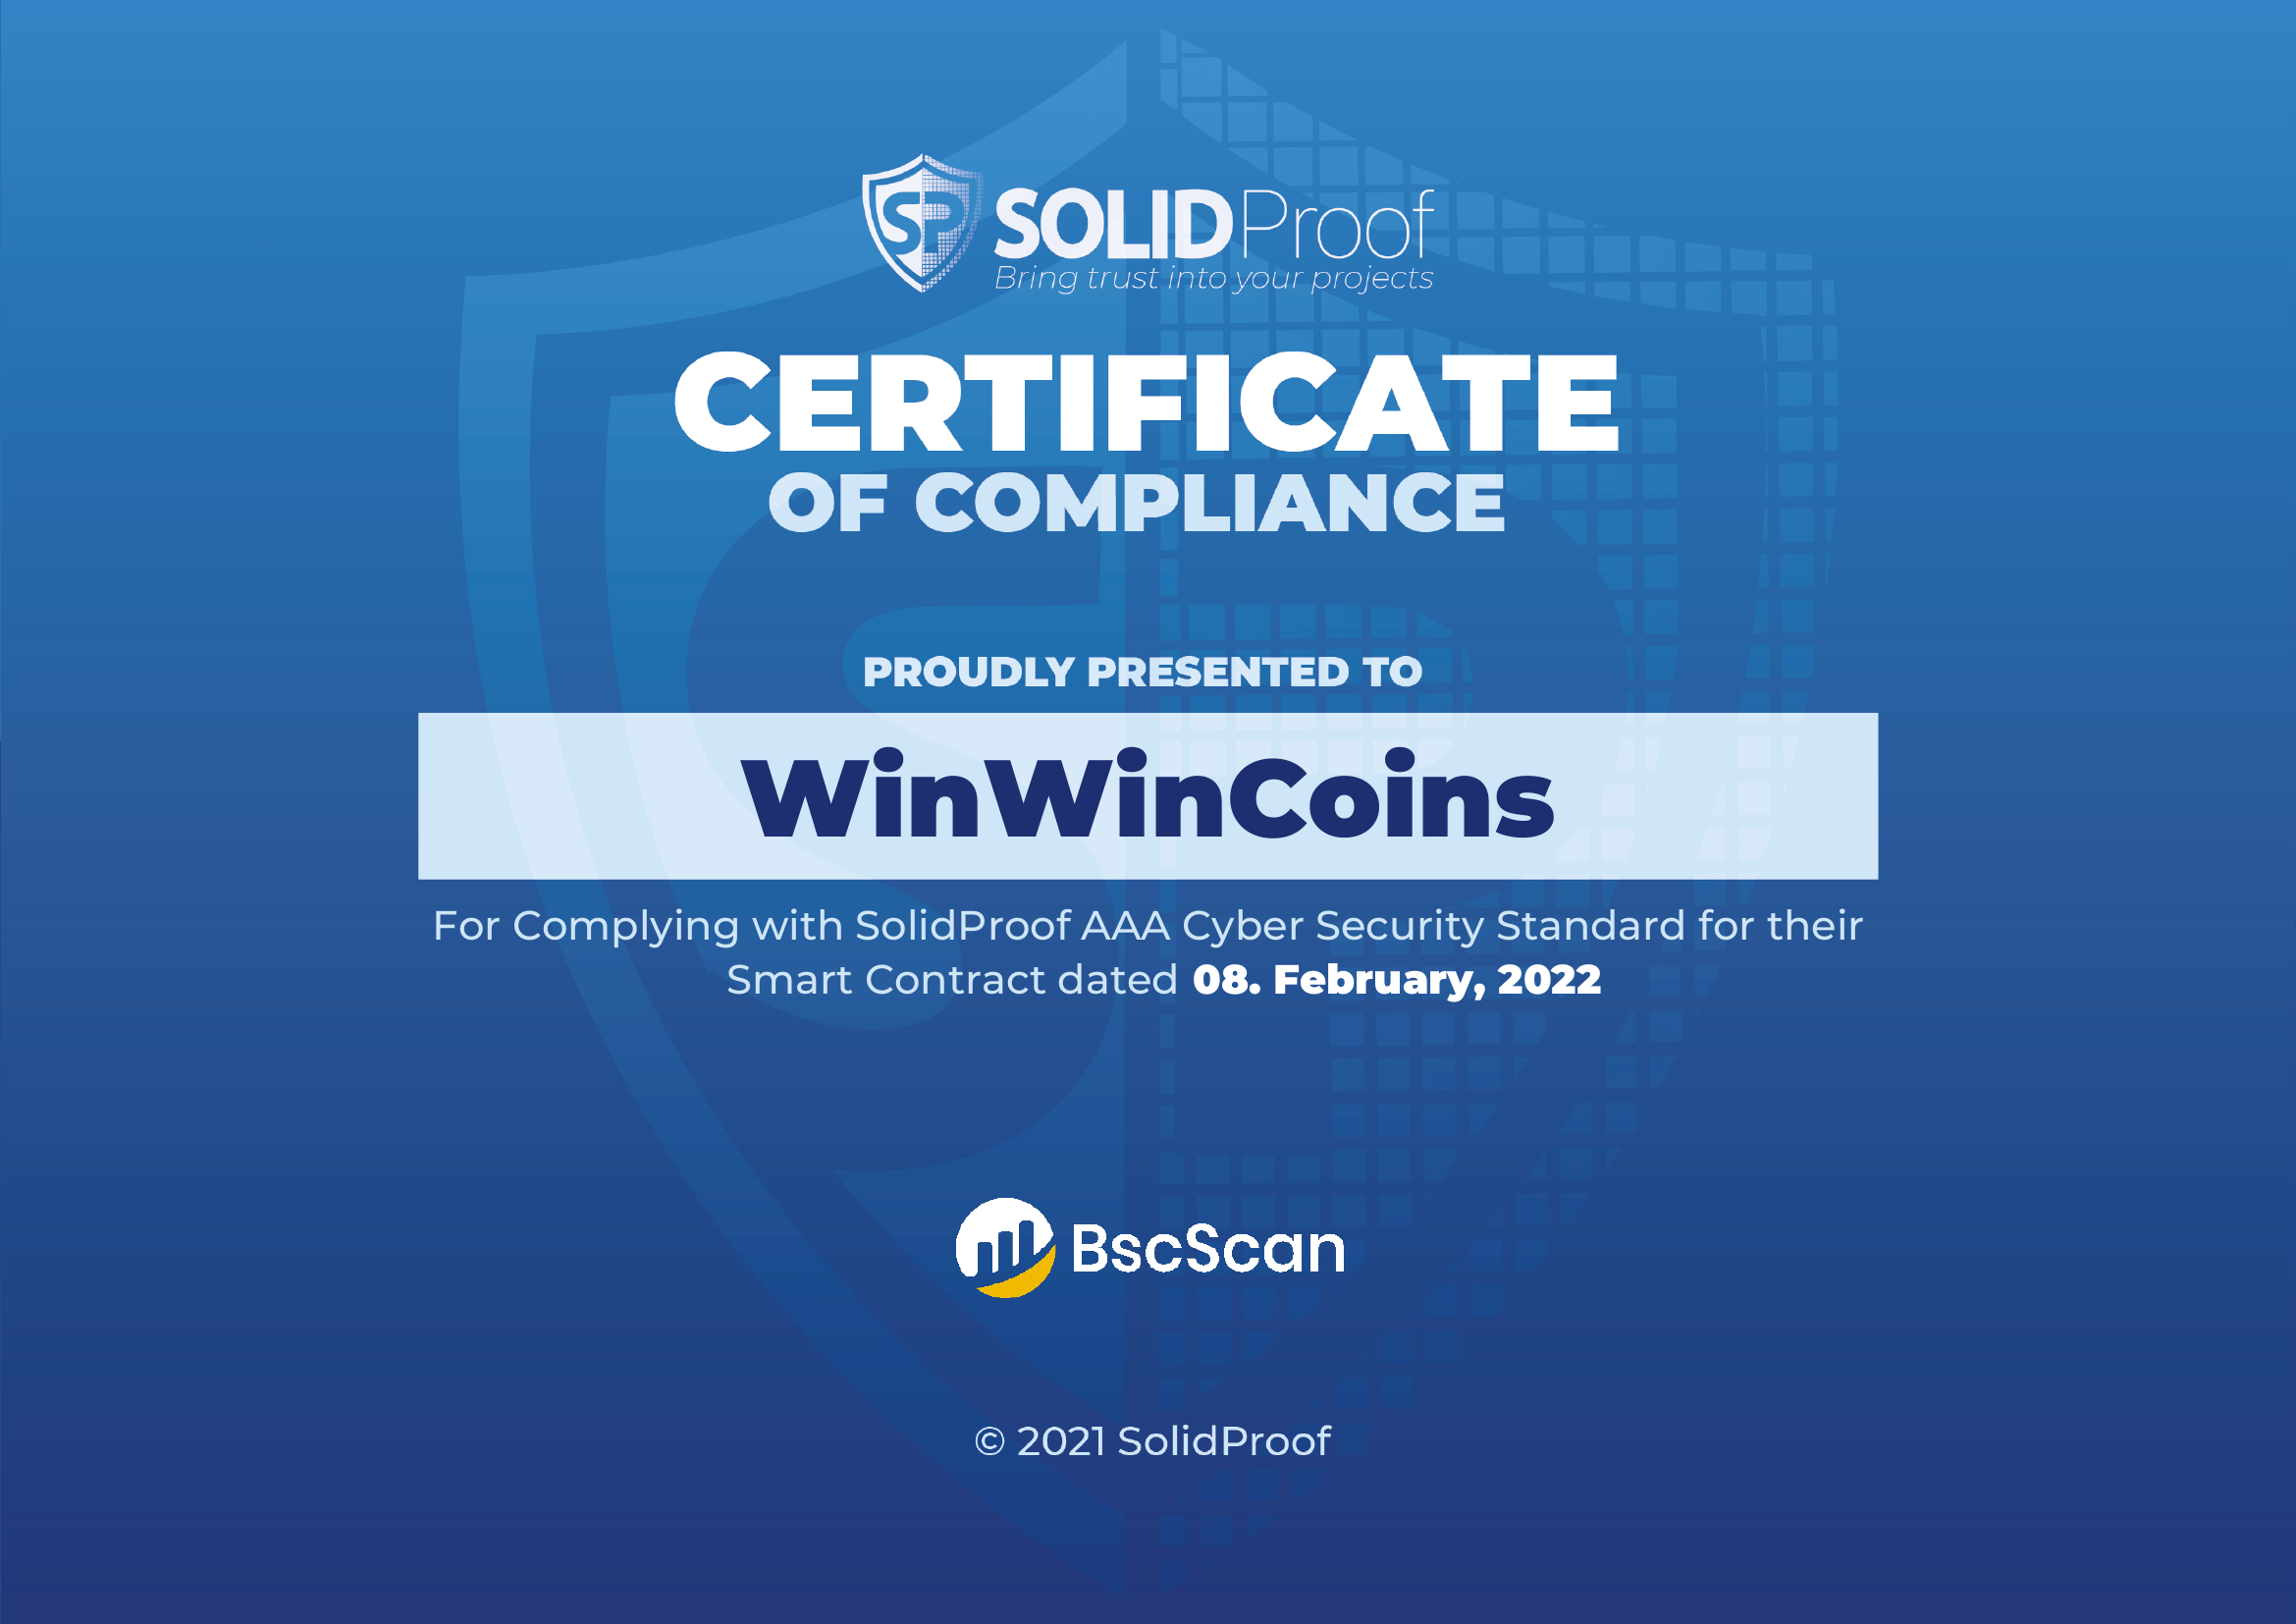 SP SOLIDProof
Bring trust into your projects
CERTIFICATE
OF COMPLIANCE
PROUDLY PRESENTED TO
WinWinCoins
For Complying with SolidProof AAA Cyber Security Standard for their
Smart Contract dated 08. February, 2022
BscScan
© 2021 SolidProof